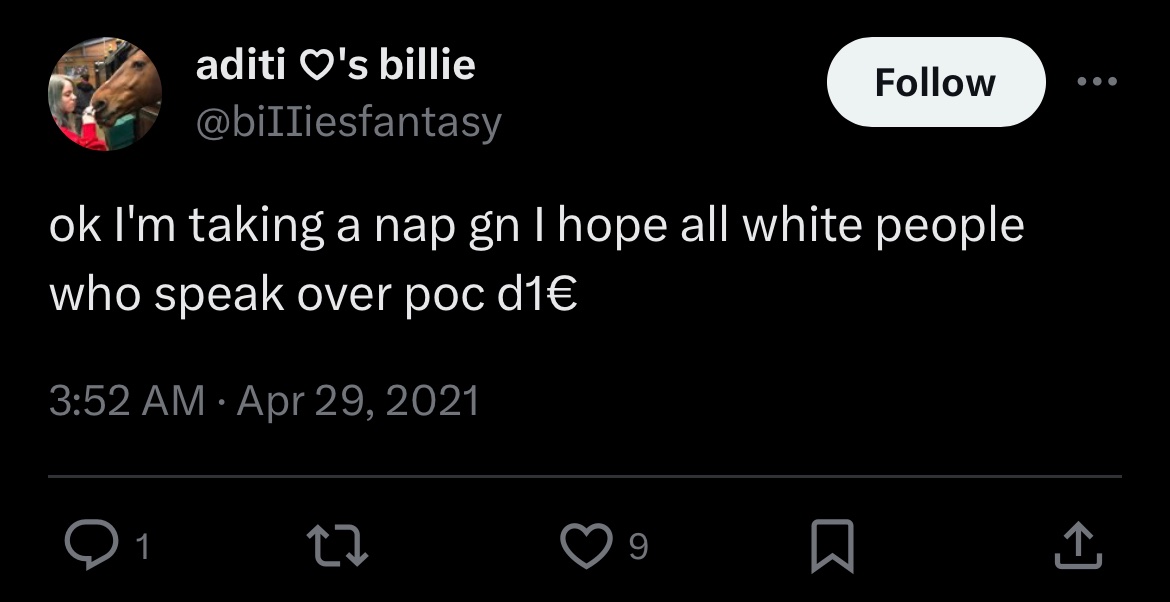 aditi ♡'s billie
Follow
@biIIiesfantasy
ok I'm taking a nap gn I hope all white people
who speak over poc d1€
3:52 AM · Apr 29, 2021
1
9